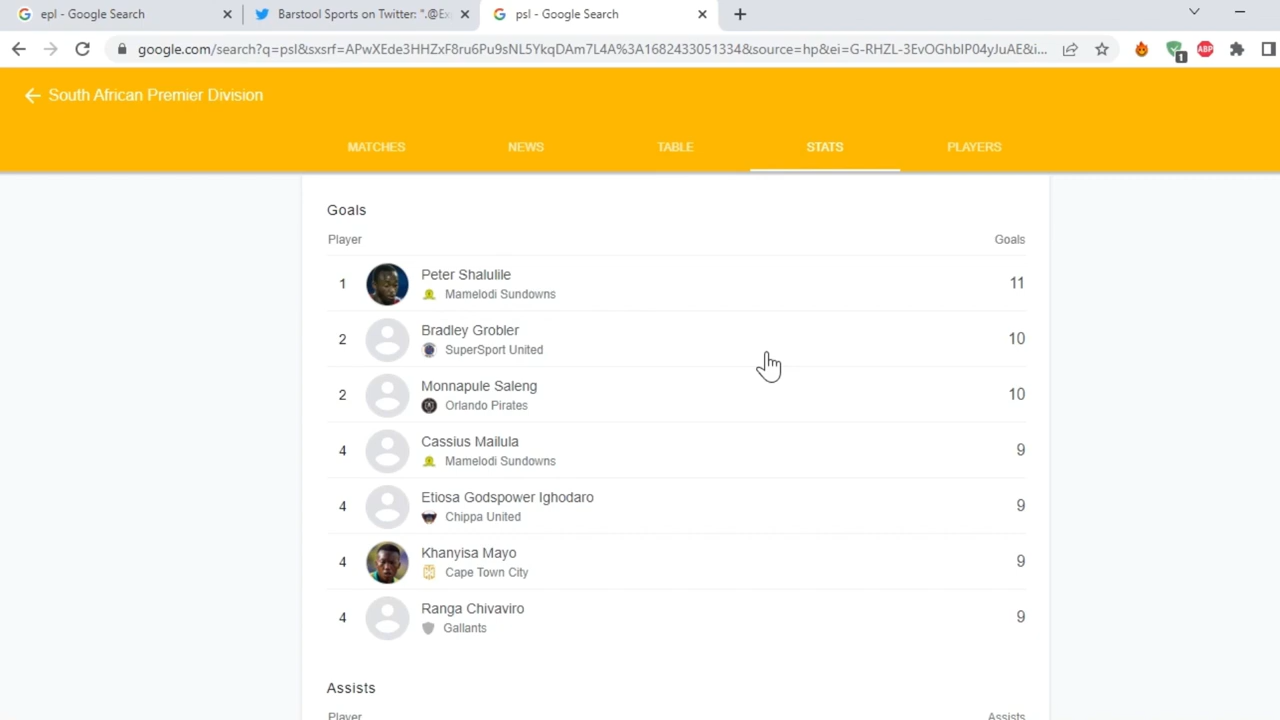 epl - Google Search
Barstool Sports on Twitter: ".@Ex
psl - Google Search
google.com/search?q=psl&sxsrf=APwXEde3HHZxF8ru6Pu9sNL5YkqDAm7L4A%3A1682433051334&source=hp&ei=G-RHZL-3EvOGhbIP04yJuAE&i...
1
ABP
South African Premier Division
MATCHES
NEWS
TABLE
STATS
PLAYERS
Goals
Player
Goals
1
Peter Shalulile
Mamelodi Sundowns
11
2
Bradley Grobler
SuperSport United
10
2
Monnapule Saleng
Orlando Pirates
10
4
Cassius Mailula
Mamelodi Sundowns
9
4
Etiosa Godspower Ighodaro
Chippa United
9
4
Khanyisa Mayo
Cape Town City
9
4
Ranga Chivaviro
Gallants
9
Assists
Player
Assists